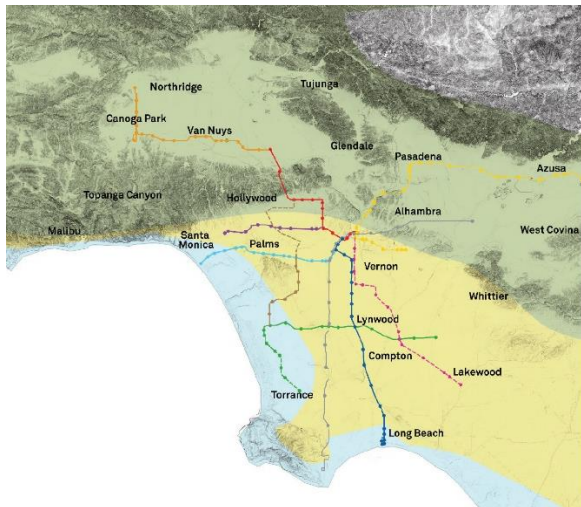 Northridge
Tujunga
Canoga Park
Van Nuys
Glendale
Pasadena
Azusa
Topanga Canyon
Hollywood
Alhambra
Malibu
Santa
Monica
Palms
West Covina
Vernon
Whittier
Lynwood
Compton
Lakewood
Torrance
Long Beach